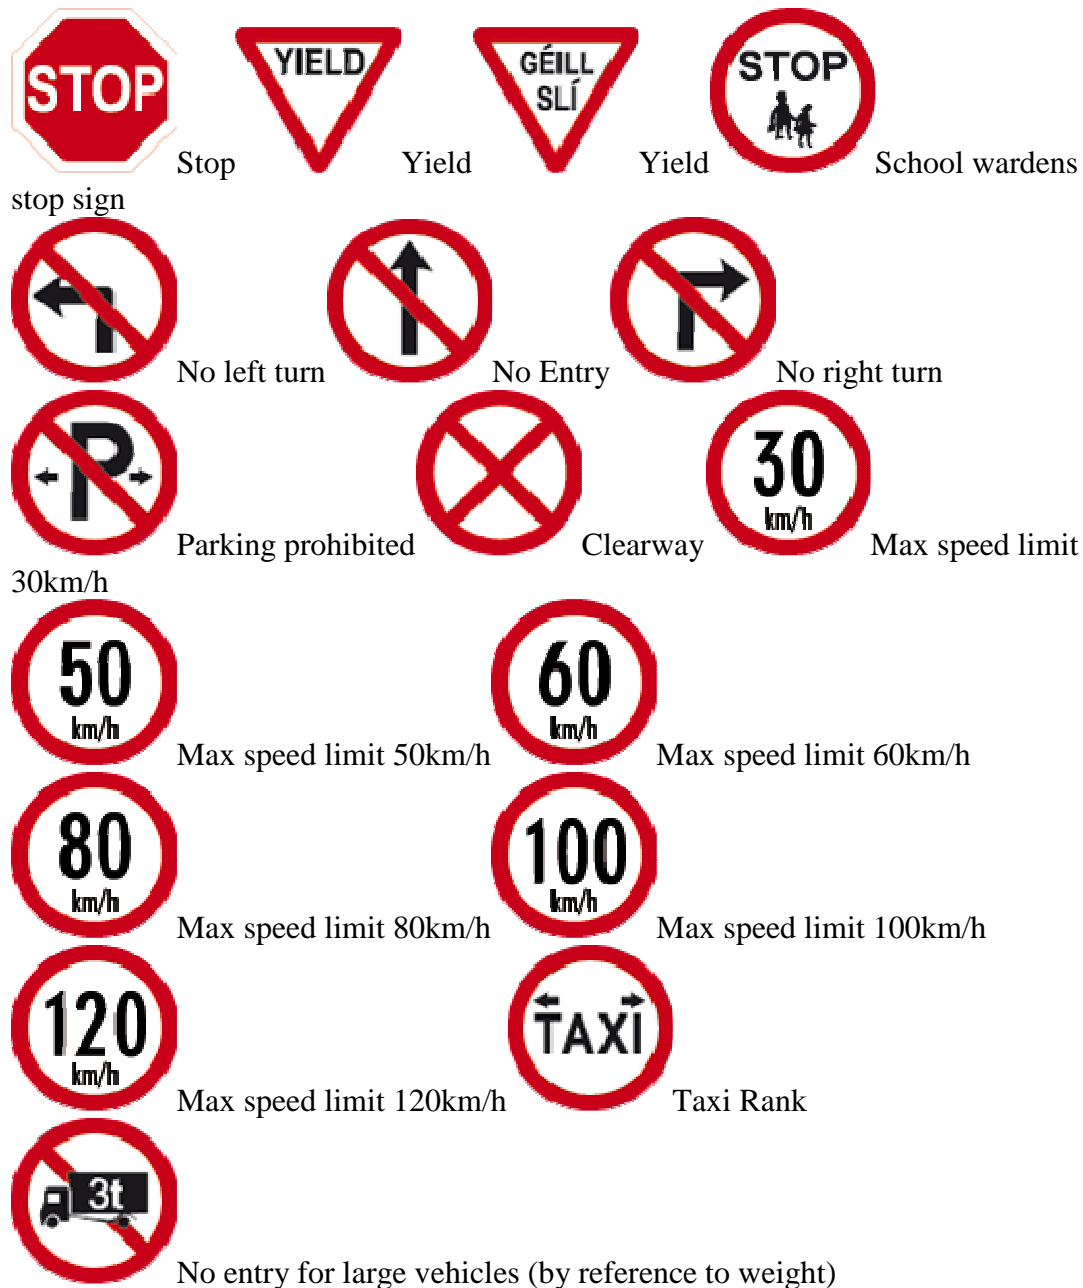 STOP YIELD GÉILL STOP
SLÍ
Stop Yield Yield School wardens
stop sign
No left turn No Entry No right turn
P 30
km/h
Parking prohibited Clearway Max speed limit
30km/h
50 60
km/h km/h
Max speed limit 50km/h Max speed limit 60km/h
80 100
km/h km/h
Max speed limit 80km/h Max speed limit 100km/h
120 TAXI
km/h
Max speed limit 120km/h Taxi Rank
3t
No entry for large vehicles (by reference to weight)